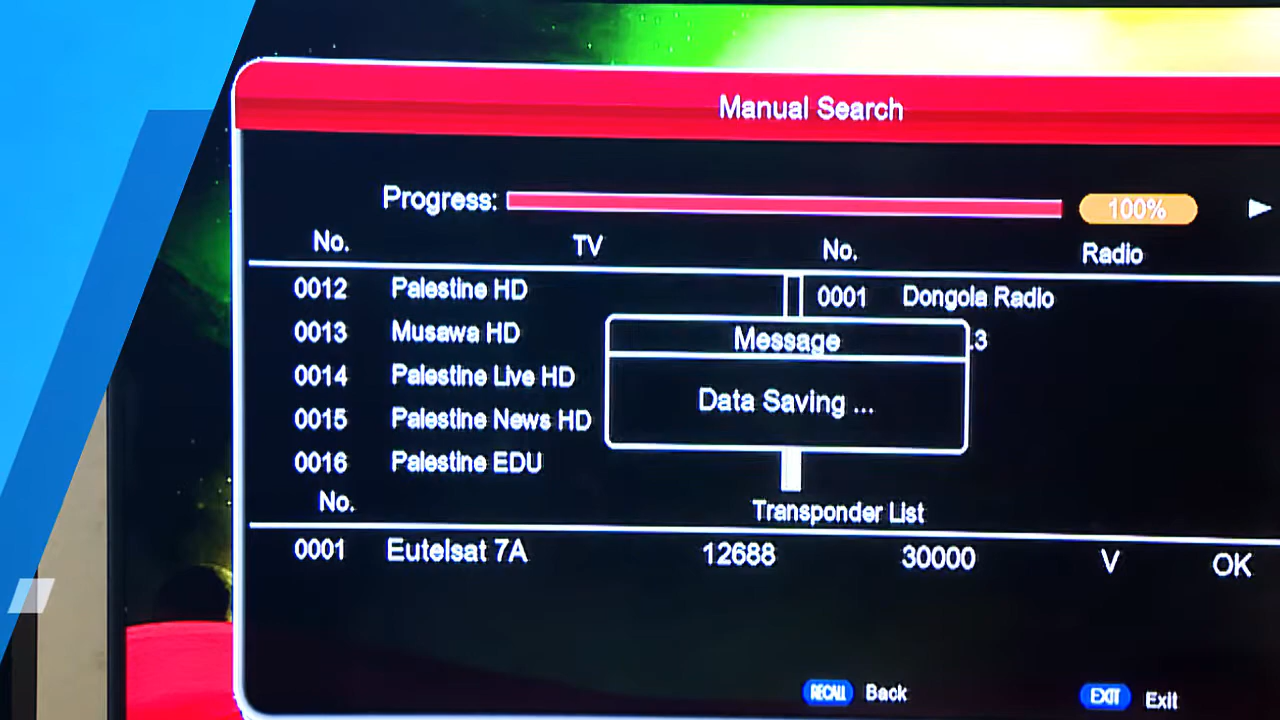 Manual Search
Progress: 100%
No. TV No. Radio
0012 Palestine HD 0001 Dongola Radio
0013 Musawa HD .3
Message
0014 Palestine Live HD
Data Saving ...
0015 Palestine News HD
0016 Palestine EDU
No. Transponder List
0001 Eutelsat 7A 12688 30000 V OK
RECALL Back EXIT Exit